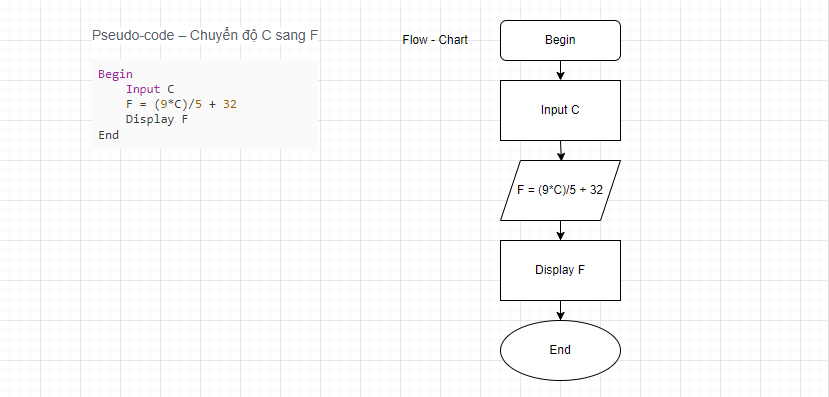 Pseudo-code – Chuyển độ C sang F
Begin
Input C
F = (9*C)/5 + 32
Display F
End
Flow - Chart
Begin
Input C
F = (9*C)/5 + 32
Display F
End